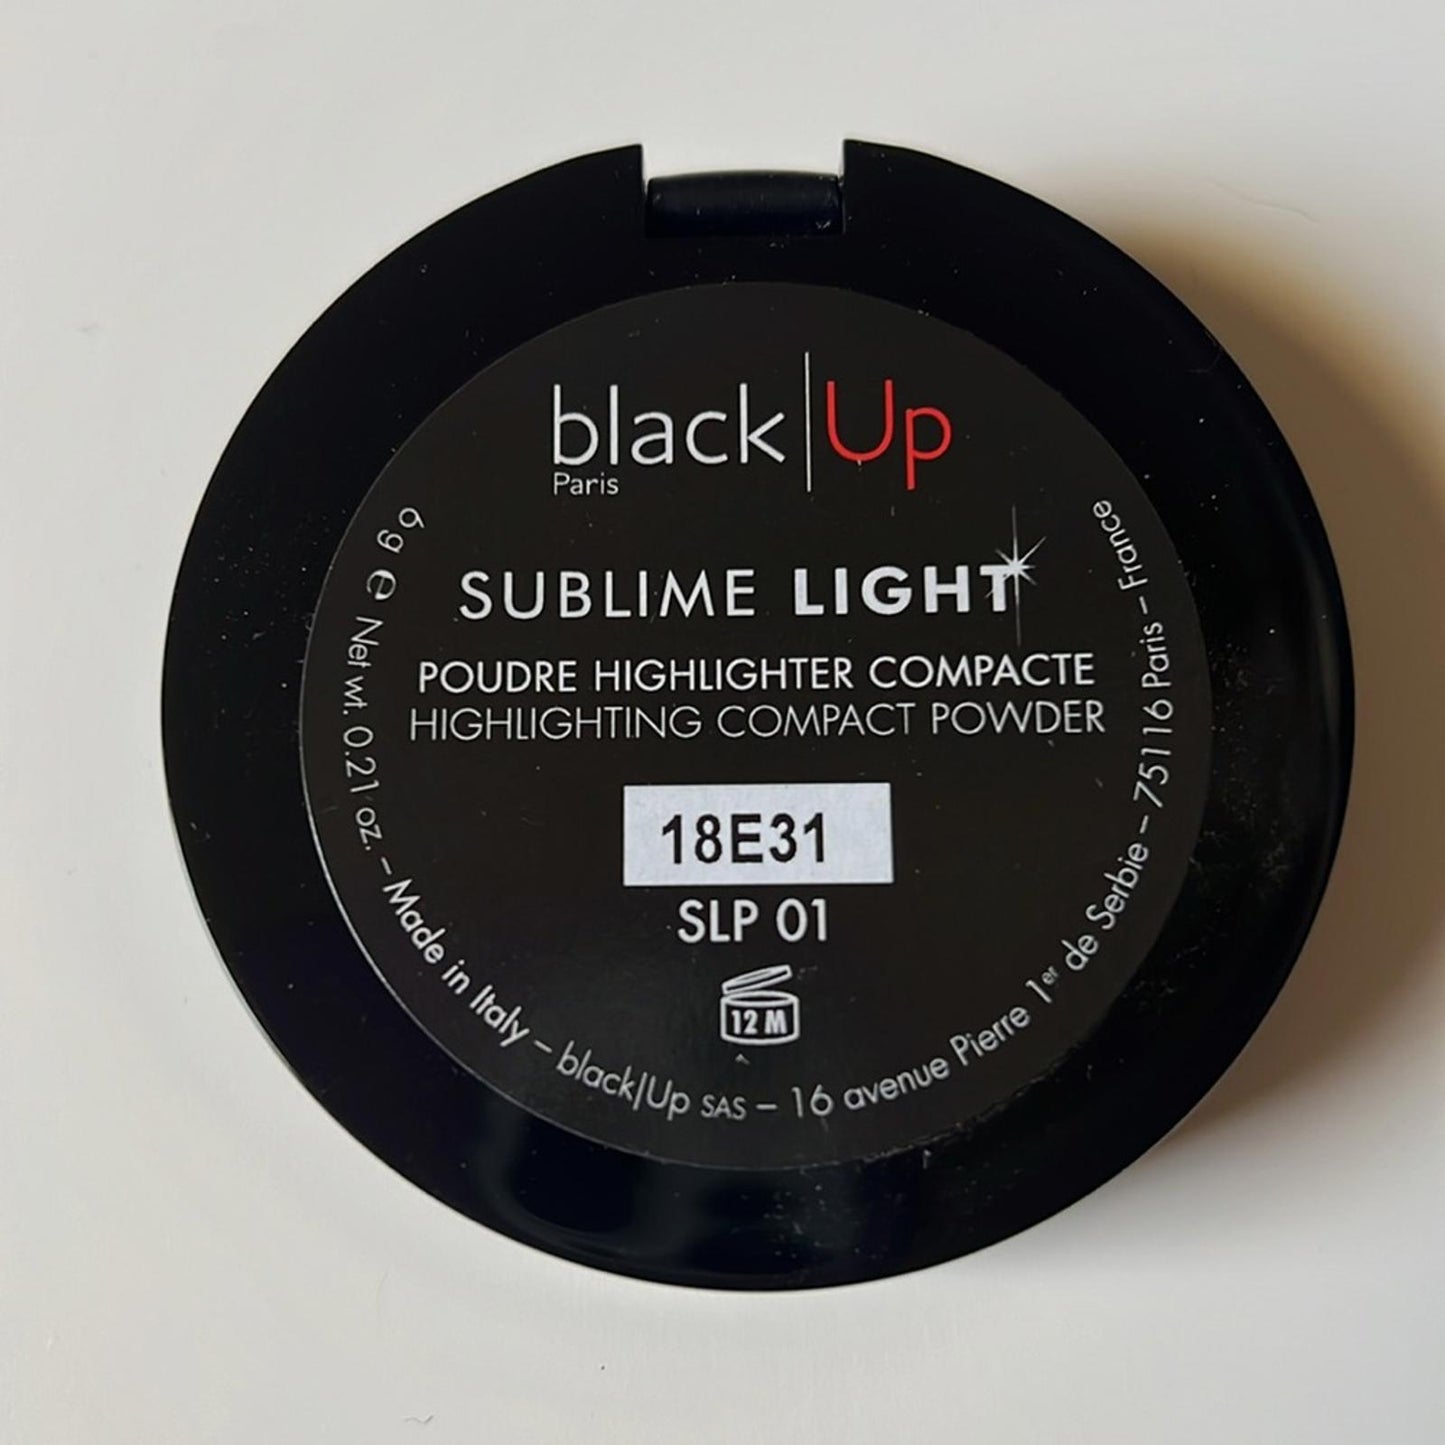 black|Up
Paris
SUBLIME LIGHT
POUDRE HIGHLIGHTER COMPACTE
HIGHLIGHTING COMPACT POWDER
18E31
SLP 01
12 M
6g ℮ Net wt. 0.21 oz. – Made in Italy – black|Up SAS – 16 avenue Pierre 1er de Serbie – 75116 Paris – France